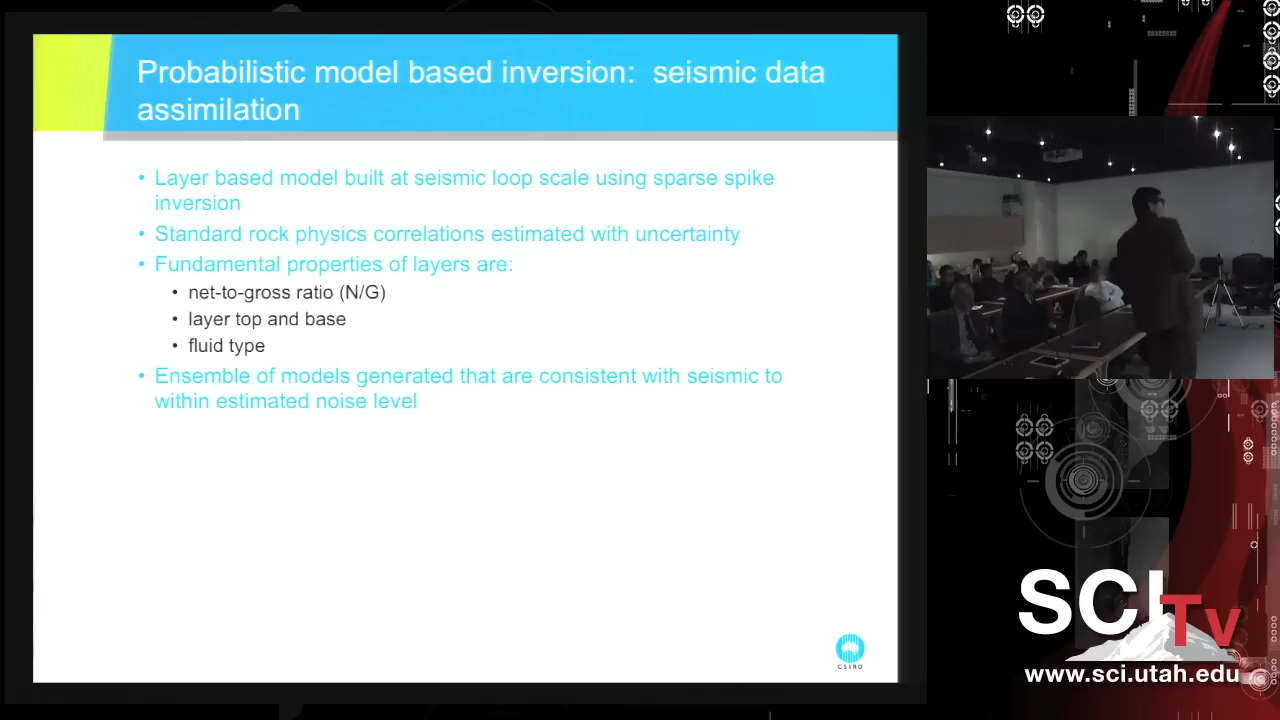 Probabilistic model based inversion:  seismic data
assimilation
• Layer based model built at seismic loop scale using sparse spike
inversion
• Standard rock physics correlations estimated with uncertainty
• Fundamental properties of layers are:
• net-to-gross ratio (N/G)
• layer top and base
• fluid type
• Ensemble of models generated that are consistent with seismic to
within estimated noise level
CSIRO
SCI
Tv
www.sci.utah.edu